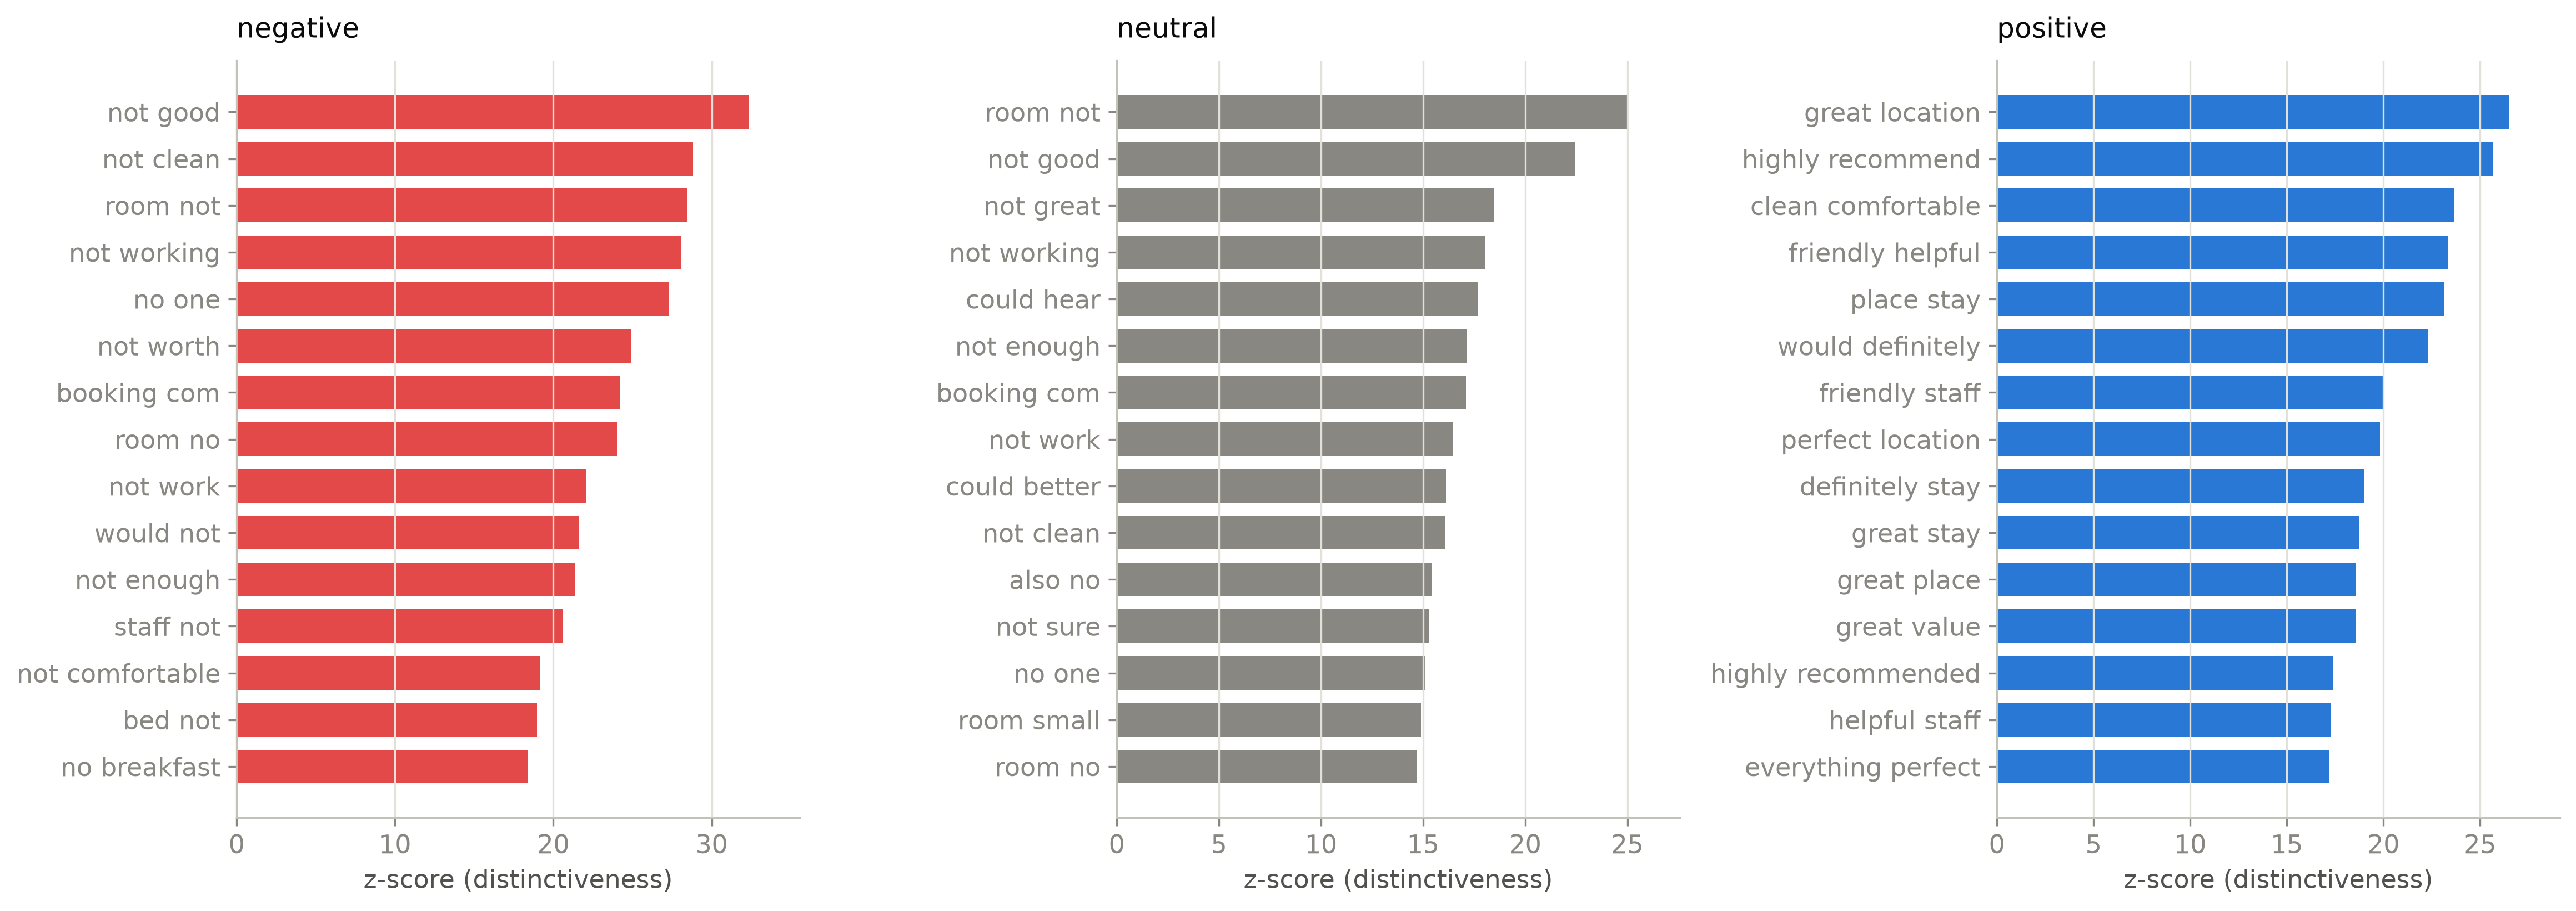 negative
not good
not clean
room not
not working
no one
not worth
booking com
room no
not work
would not
not enough
staff not
not comfortable
bed not
no breakfast
0 10 20 30
z-score (distinctiveness)
neutral
room not
not good
not great
not working
could hear
not enough
booking com
not work
could better
not clean
also no
not sure
no one
room small
room no
0 5 10 15 20 25
z-score (distinctiveness)
positive
great location
highly recommend
clean comfortable
friendly helpful
place stay
would definitely
friendly staff
perfect location
definitely stay
great stay
great place
great value
highly recommended
helpful staff
everything perfect
0 5 10 15 20 25
z-score (distinctiveness)